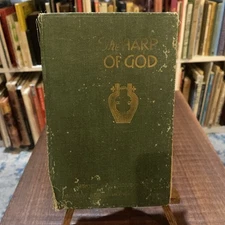 THE HARP
OF GOD